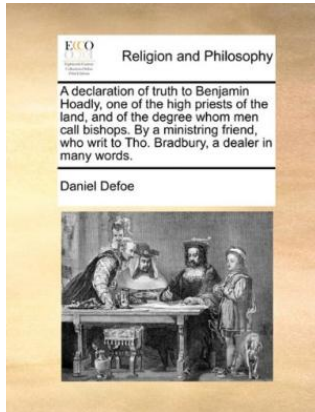 ECCO
Religion and Philosophy
A declaration of truth to Benjamin
Hoadly, one of the high priests of the
land, and of the degree whom men
call bishops. By a ministring friend,
who writ to Tho. Bradbury, a dealer in
many words.
Daniel Defoe